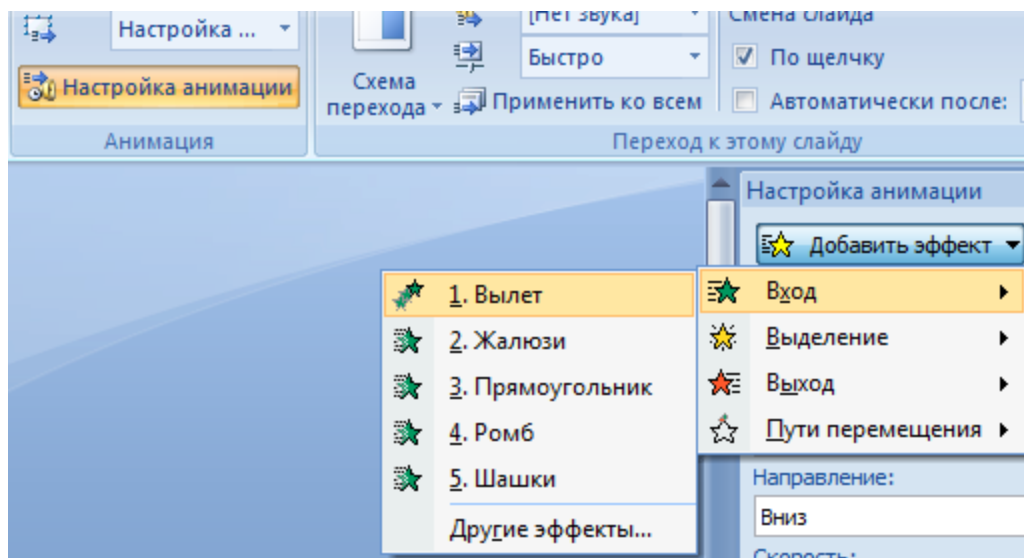 [Нет звука]
Смена слайда
Настройка ...
Быстро
По щелчку
Настройка анимации
Схема
перехода
Применить ко всем
Автоматически после:
Анимация
Переход к этому слайду
Настройка анимации
Добавить эффект
1. Вылет
2. Жалюзи
3. Прямоугольник
4. Ромб
5. Шашки
Другие эффекты...
Вход
Выделение
Выход
Пути перемещения
Направление:
Вниз
Скорость: